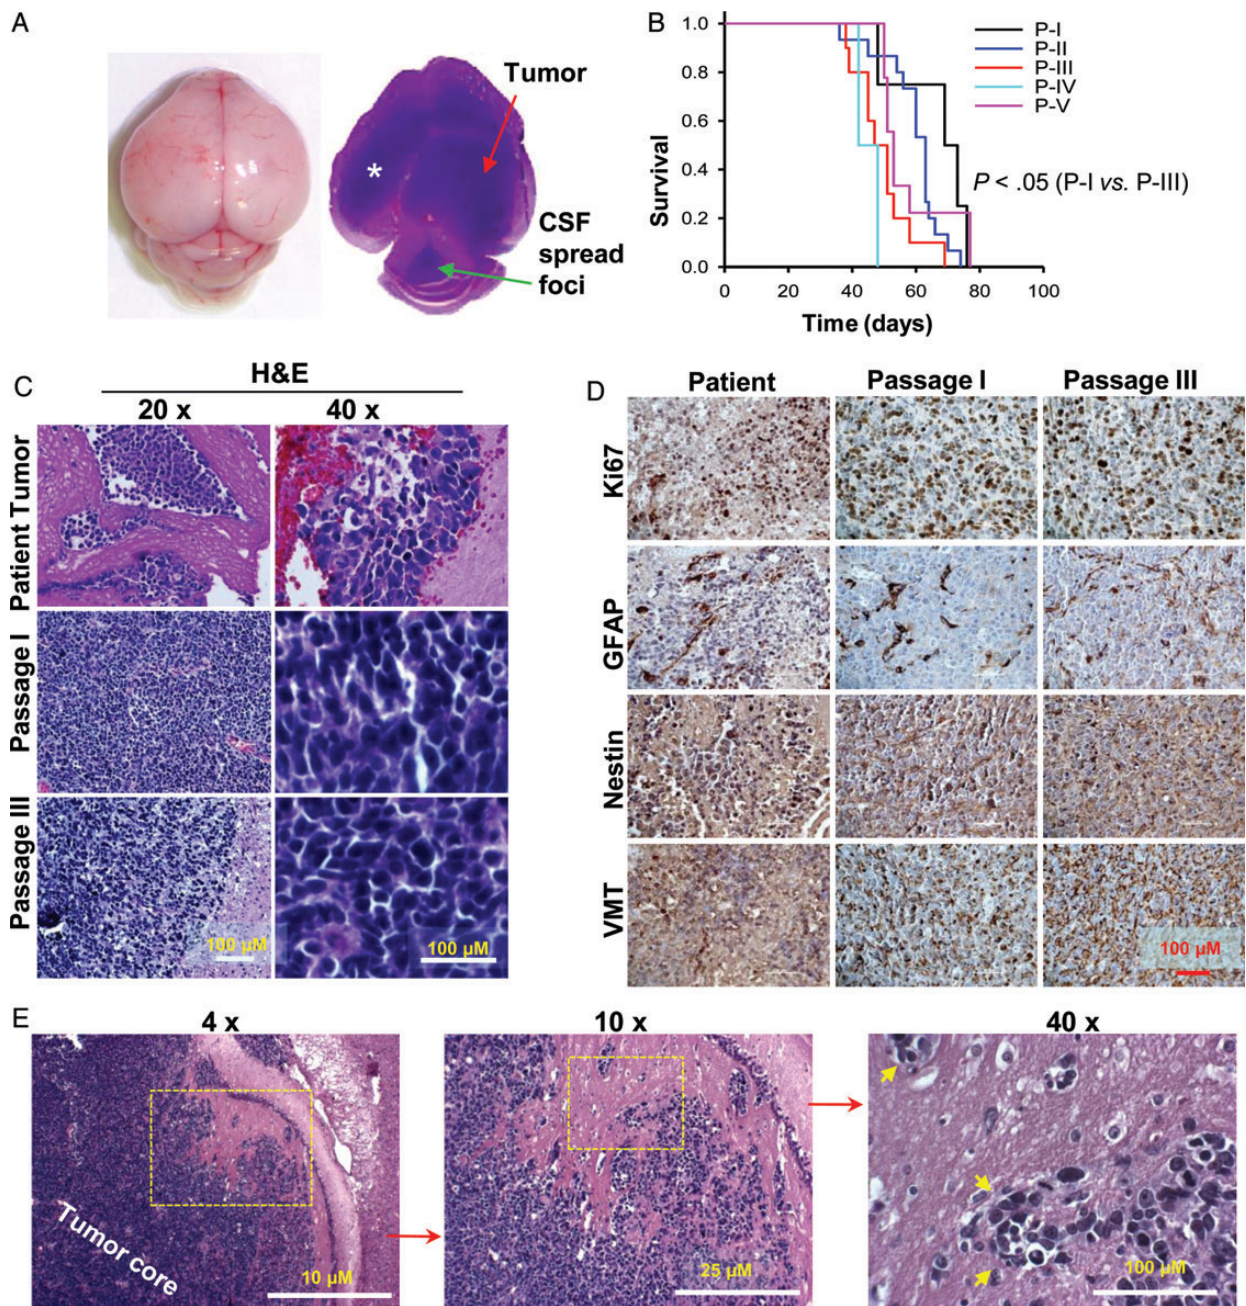 A
*
Tumor
CSF
spread
foci
B
Survival
1.0
0.8
0.6
0.4
0.2
0.0
0
20
40
60
80
100
Time (days)
P-I
P-II
P-III
P-IV
P-V
P < .05 (P-I vs. P-III)
C
H&E
20 x
40 x
Patient Tumor
Passage I
Passage III
100 µM
100 µM
D
Patient
Passage I
Passage III
Ki67
GFAP
Nestin
VMT
100 µM
E
4 x
10 x
40 x
Tumor core
10 µM
25 µM
100 µM